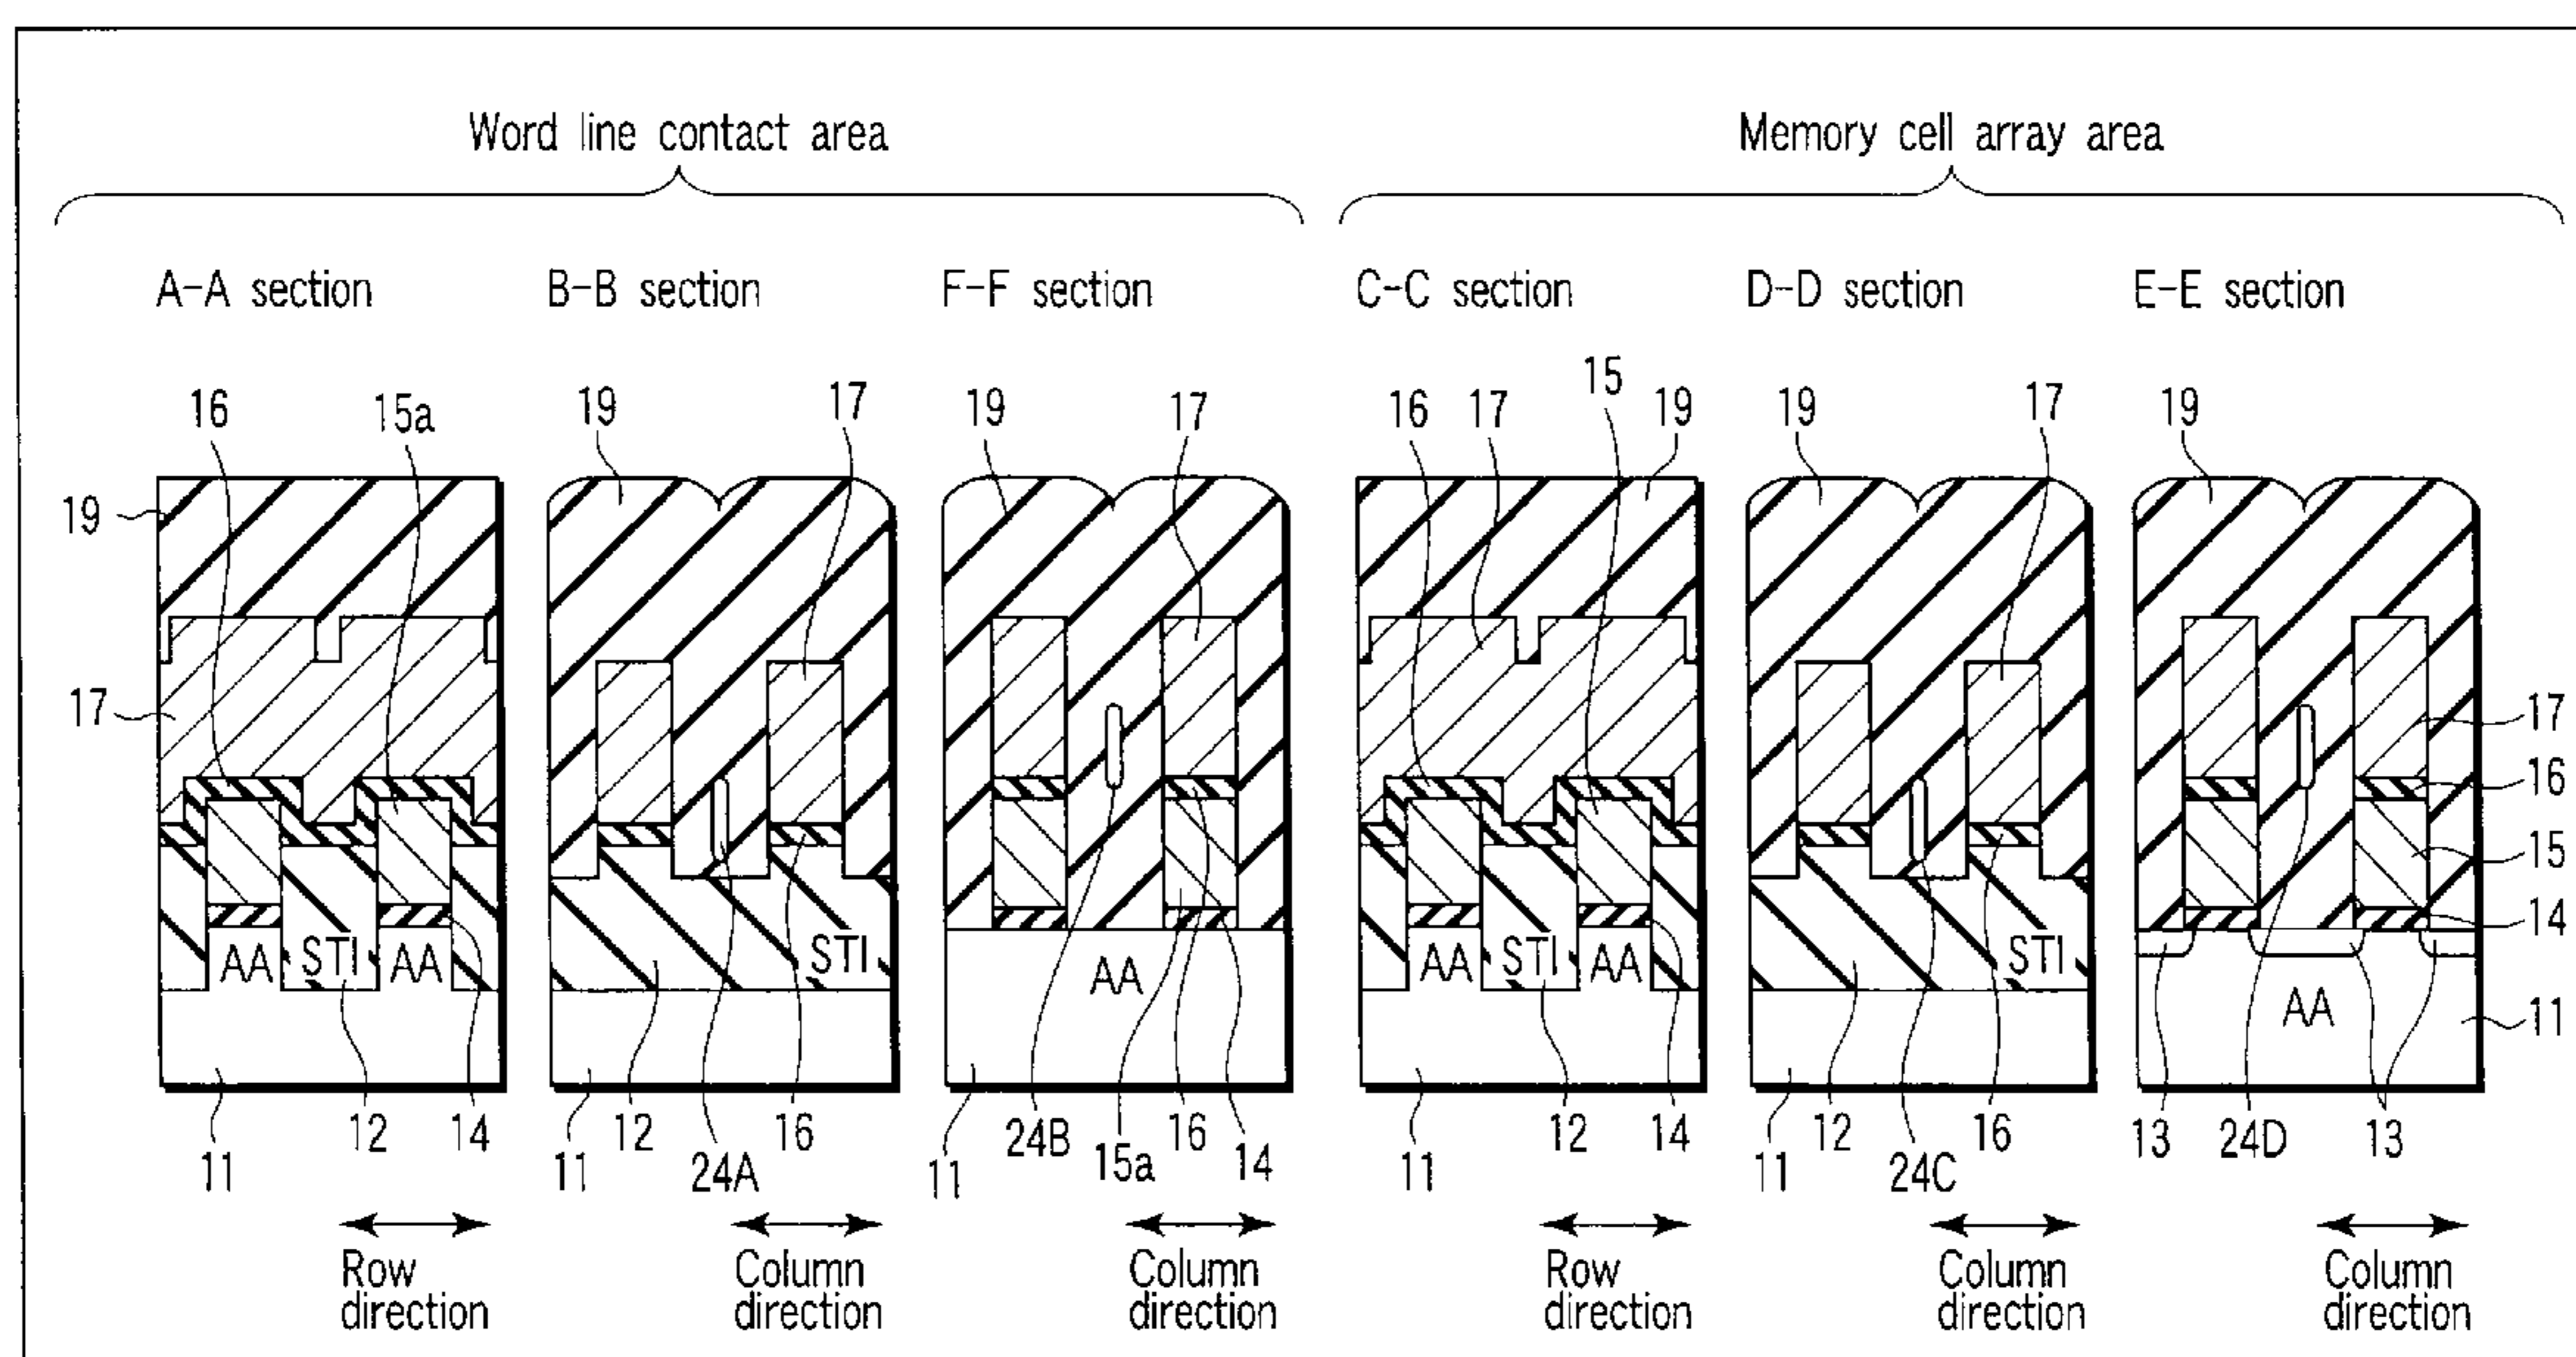 Word line contact area
Memory cell array area
A-A section
B-B section
F-F section
C-C section
D-D section
E-E section
16 15a
19 17
19 17
16 17 15 19
19 17
19
19
17
17
16
15
14
11
AA STI AA
STI
AA
AA STI AA
STI
AA
11 12 14
11 12 24A 16
11 24B 15a 16 14
11 12 14
11 12 24C 16
13 24D 13
Row
direction
Column
direction
Column
direction
Row
direction
Column
direction
Column
direction